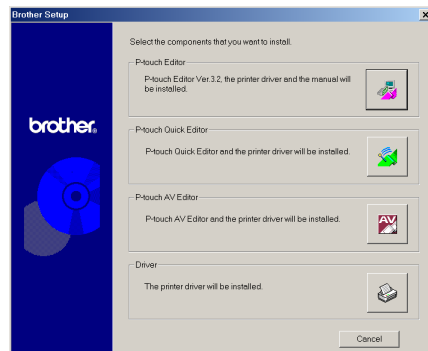 Brother Setup
Select the components that you want to install.
P-touch Editor
P-touch Editor Ver.3.2, the printer driver and the manual will
be installed.
brother®
P-touch Quick Editor
P-touch Quick Editor and the printer driver will be installed.
P-touch AV Editor
P-touch AV Editor and the printer driver will be installed.
AV
Driver
The printer driver will be installed.
Cancel